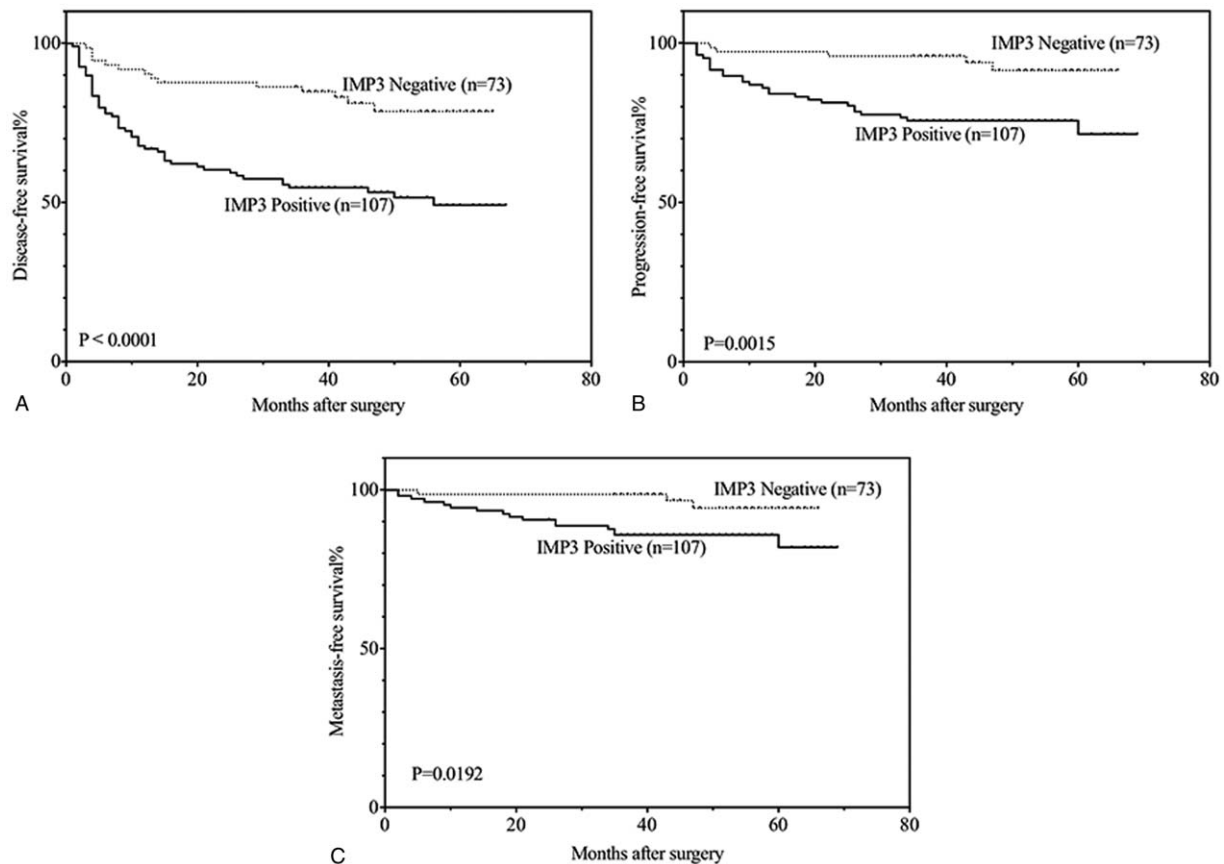 100
50
0
Disease-free survival%
IMP3 Negative (n=73)
IMP3 Positive (n=107)
P < 0.0001
0 20 40 60 80
Months after surgery
A
100
50
0
Progression-free survival%
IMP3 Negative (n=73)
IMP3 Positive (n=107)
P=0.0015
0 20 40 60 80
Months after surgery
B
100
50
0
Metastasis-free survival%
IMP3 Negative (n=73)
IMP3 Positive (n=107)
P=0.0192
0 20 40 60 80
Months after surgery
C